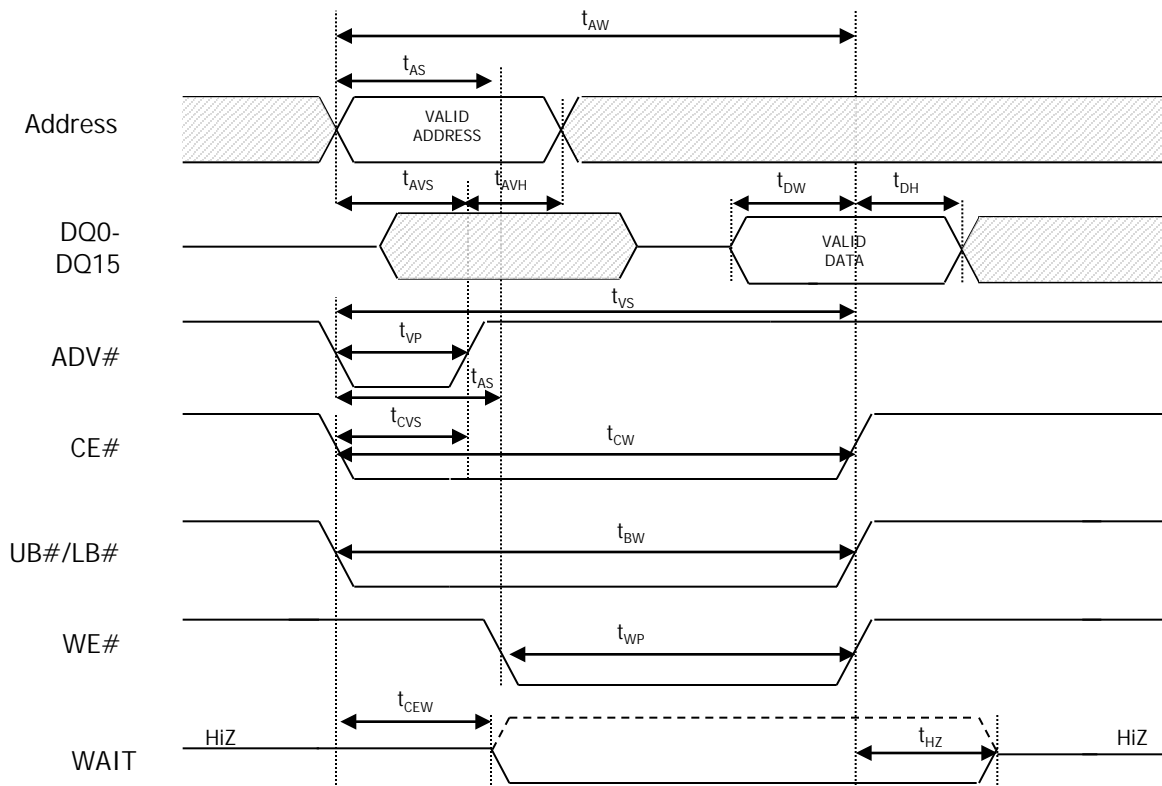 tAW
tAS
Address
VALID
ADDRESS
tAVS
tAVH
tDW
tDH
DQ0-
DQ15
VALID
DATA
tVS
ADV#
tVP
tAS
CE#
tCVS
tCW
UB#/LB#
tBW
WE#
tWP
tCEW
WAIT
HiZ
tHZ
HiZ